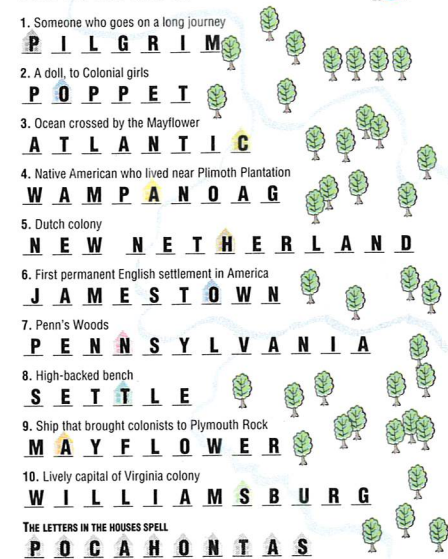 1. Someone who goes on a long journey
P I L G R I M
2. A doll, to Colonial girls
P O P P E T
3. Ocean crossed by the Mayflower
A T L A N T I C
4. Native American who lived near Plimoth Plantation
W A M P A N O A G
5. Dutch colony
N E W N E T H E R L A N D
6. First permanent English settlement in America
J A M E S T O W N
7. Penn's Woods
P E N N S Y L V A N I A
8. High-backed bench
S E T T L E
9. Ship that brought colonists to Plymouth Rock
M A Y F L O W E R
10. Lively capital of Virginia colony
W I L L I A M S B U R G
THE LETTERS IN THE HOUSES SPELL
P O C A H O N T A S